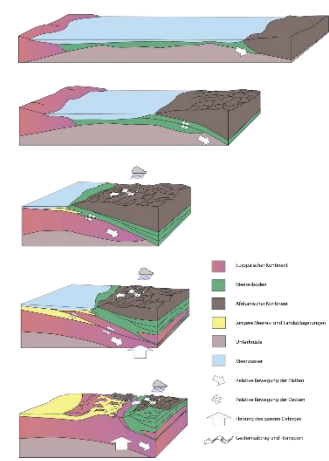 Europäischer Kontinent
Meeresboden
Afrikanischer Kontinent
jüngere Meeres- und Landablagerungen
Unterkruste
Meerwasser
Relative Bewegung der Platten
Relative Bewegung der Decken
Hebung des ganzen Gebirges
Gesteinsabtrag und -transport